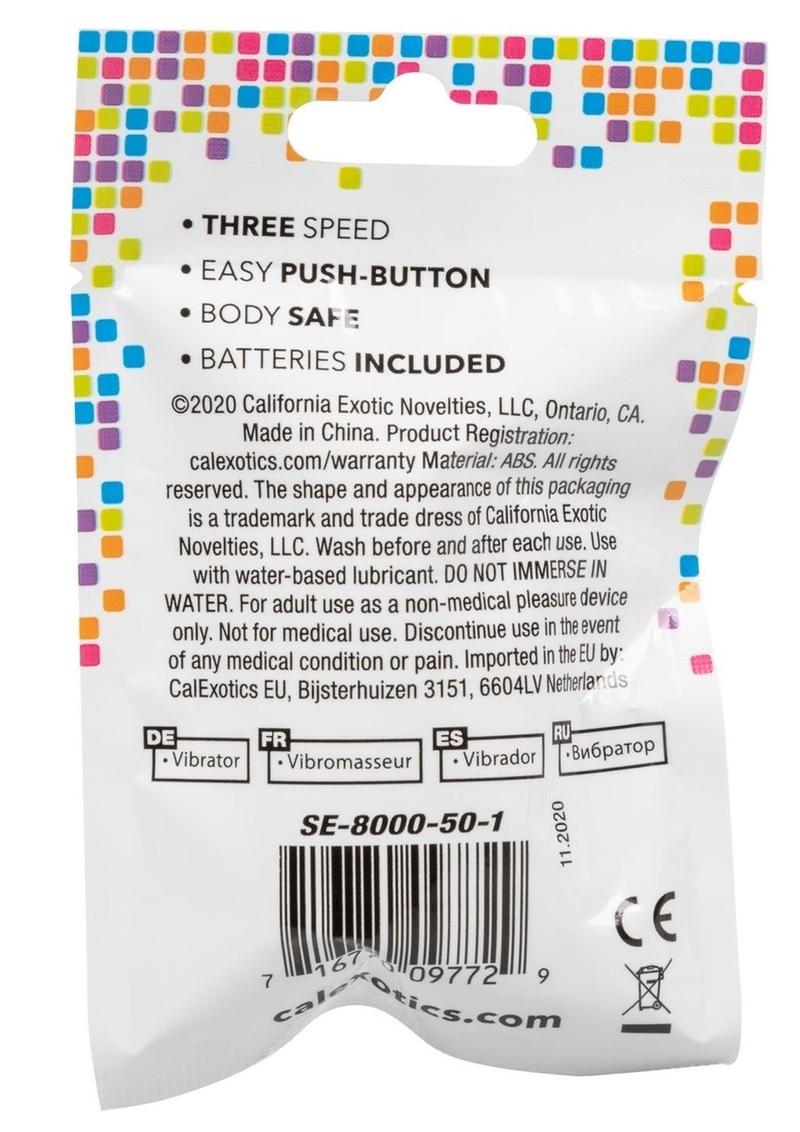 • THREE SPEED
• EASY PUSH-BUTTON
• BODY SAFE
• BATTERIES INCLUDED
©2020 California Exotic Novelties, LLC, Ontario, CA.
Made in China. Product Registration:
calexotics.com/warranty Material: ABS. All rights
reserved. The shape and appearance of this packaging
is a trademark and trade dress of California Exotic
Novelties, LLC. Wash before and after each use. Use
with water-based lubricant. DO NOT IMMERSE IN
WATER. For adult use as a non-medical pleasure device
only. Not for medical use. Discontinue use in the event
of any medical condition or pain. Imported in the EU by:
CalExotics EU, Bijsterhuizen 3151, 6604LV Netherlands
DE • Vibrator
FR • Vibromasseur
ES • Vibrador
RU • Вибратор
SE-8000-50-1
11.2020
CE
7 09772 9
calexotics.com